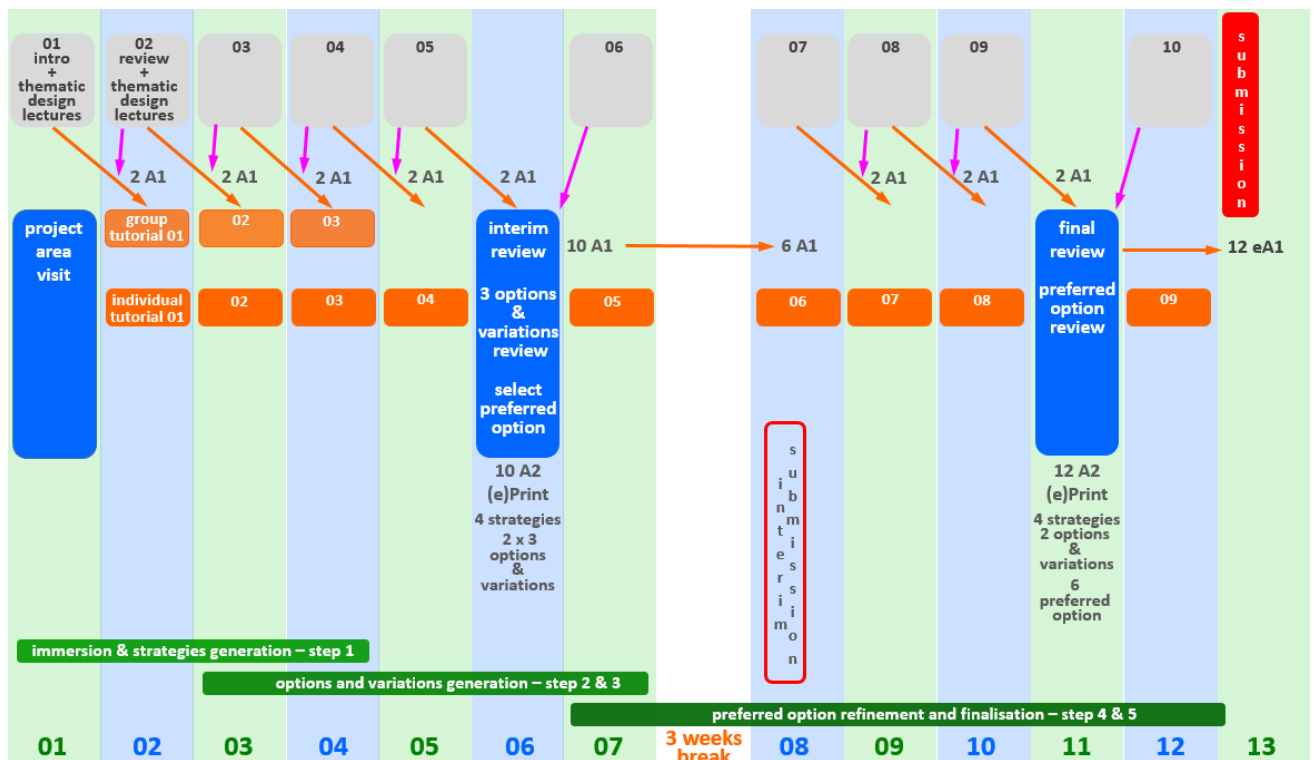 01
intro
+
thematic
design
lectures
02
review
+
thematic
design
lectures
03
04
05
06
07
08
09
10
submission
2 A1
2 A1
2 A1
2 A1
2 A1
2 A1
2 A1
2 A1
project
area
visit
group
tutorial 01
02
03
interim
review
3 options
&
variations
review
select
preferred
option
10 A1
6 A1
final
review
preferred
option
review
12 eA1
individual
tutorial 01
02
03
04
05
06
07
08
09
10 A2
(e)Print
4 strategies
2 x 3
options
&
variations
interim
submission
12 A2
(e)Print
4 strategies
2 options
&
variations
6
preferred
option
immersion & strategies generation – step 1
options and variations generation – step 2 & 3
preferred option refinement and finalisation – step 4 & 5
01
02
03
04
05
06
07
3 weeks
break
08
09
10
11
12
13